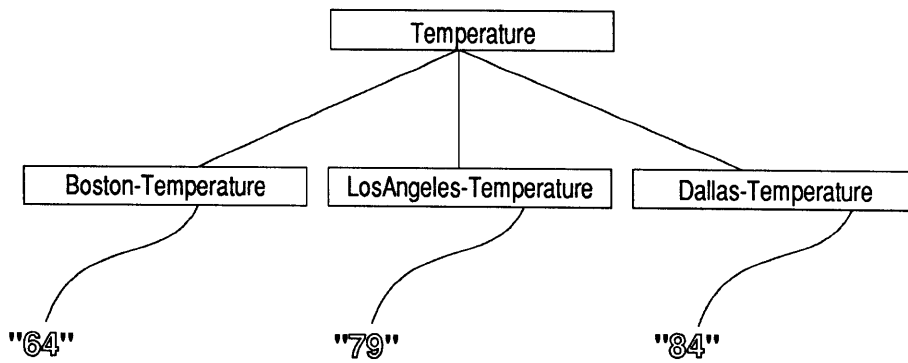 Temperature
Boston-Temperature
LosAngeles-Temperature
Dallas-Temperature
"64"
"79"
"84"